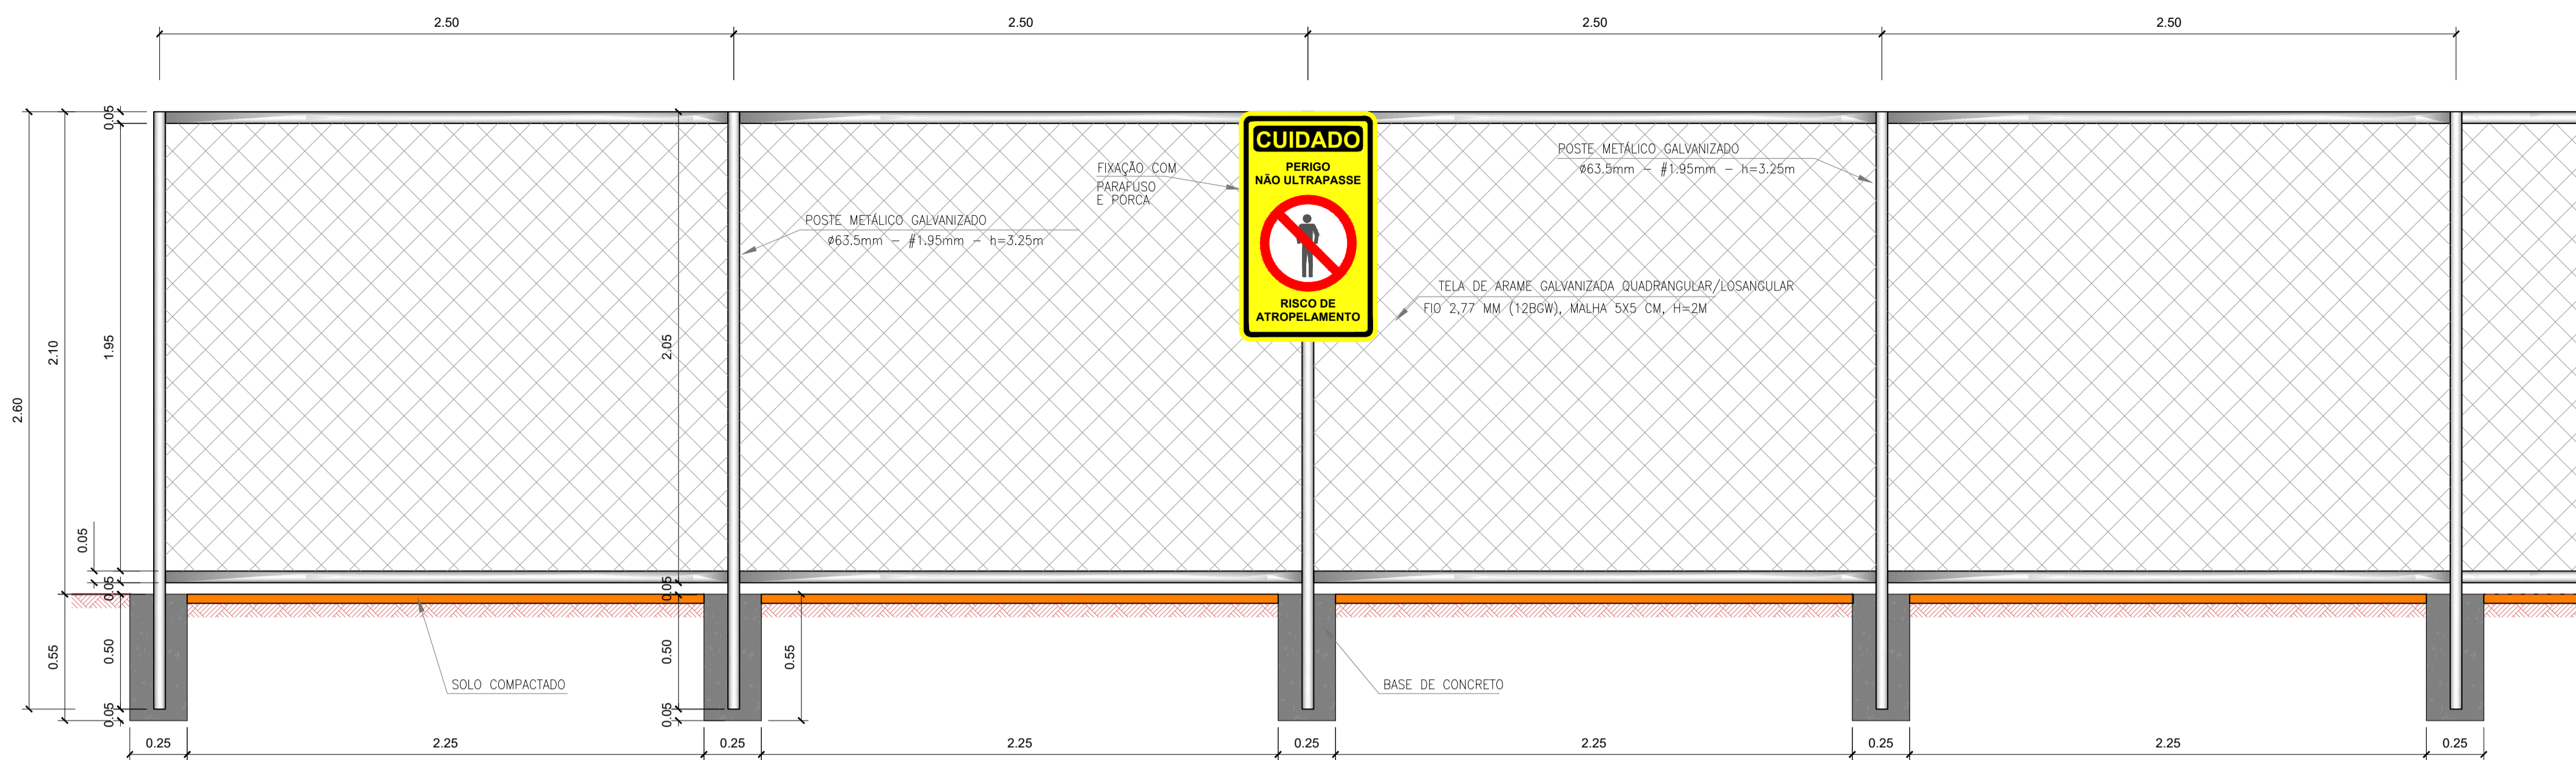 2.50
2.50
2.50
2.50
0.05
2.10
1.95
2.60
2.05
0.05
0.05
0.05
0.55
0.50
0.05
0.50
0.05
0.55
CUIDADO
PERIGO
NÃO ULTRAPASSE
RISCO DE
ATROPELAMENTO
FIXAÇÃO COM
PARAFUSO
E PORCA
POSTE METÁLICO GALVANIZADO
Ø63.5mm - #1.95mm - h=3.25m
POSTE METÁLICO GALVANIZADO
Ø63.5mm - #1.95mm - h=3.25m
TELA DE ARAME GALVANIZADA QUADRANGULAR/LOSANGULAR
FIO 2,77 MM (12BGW), MALHA 5X5 CM, H=2M
SOLO COMPACTADO
BASE DE CONCRETO
0.25
2.25
0.25
2.25
0.25
2.25
0.25
2.25
0.25